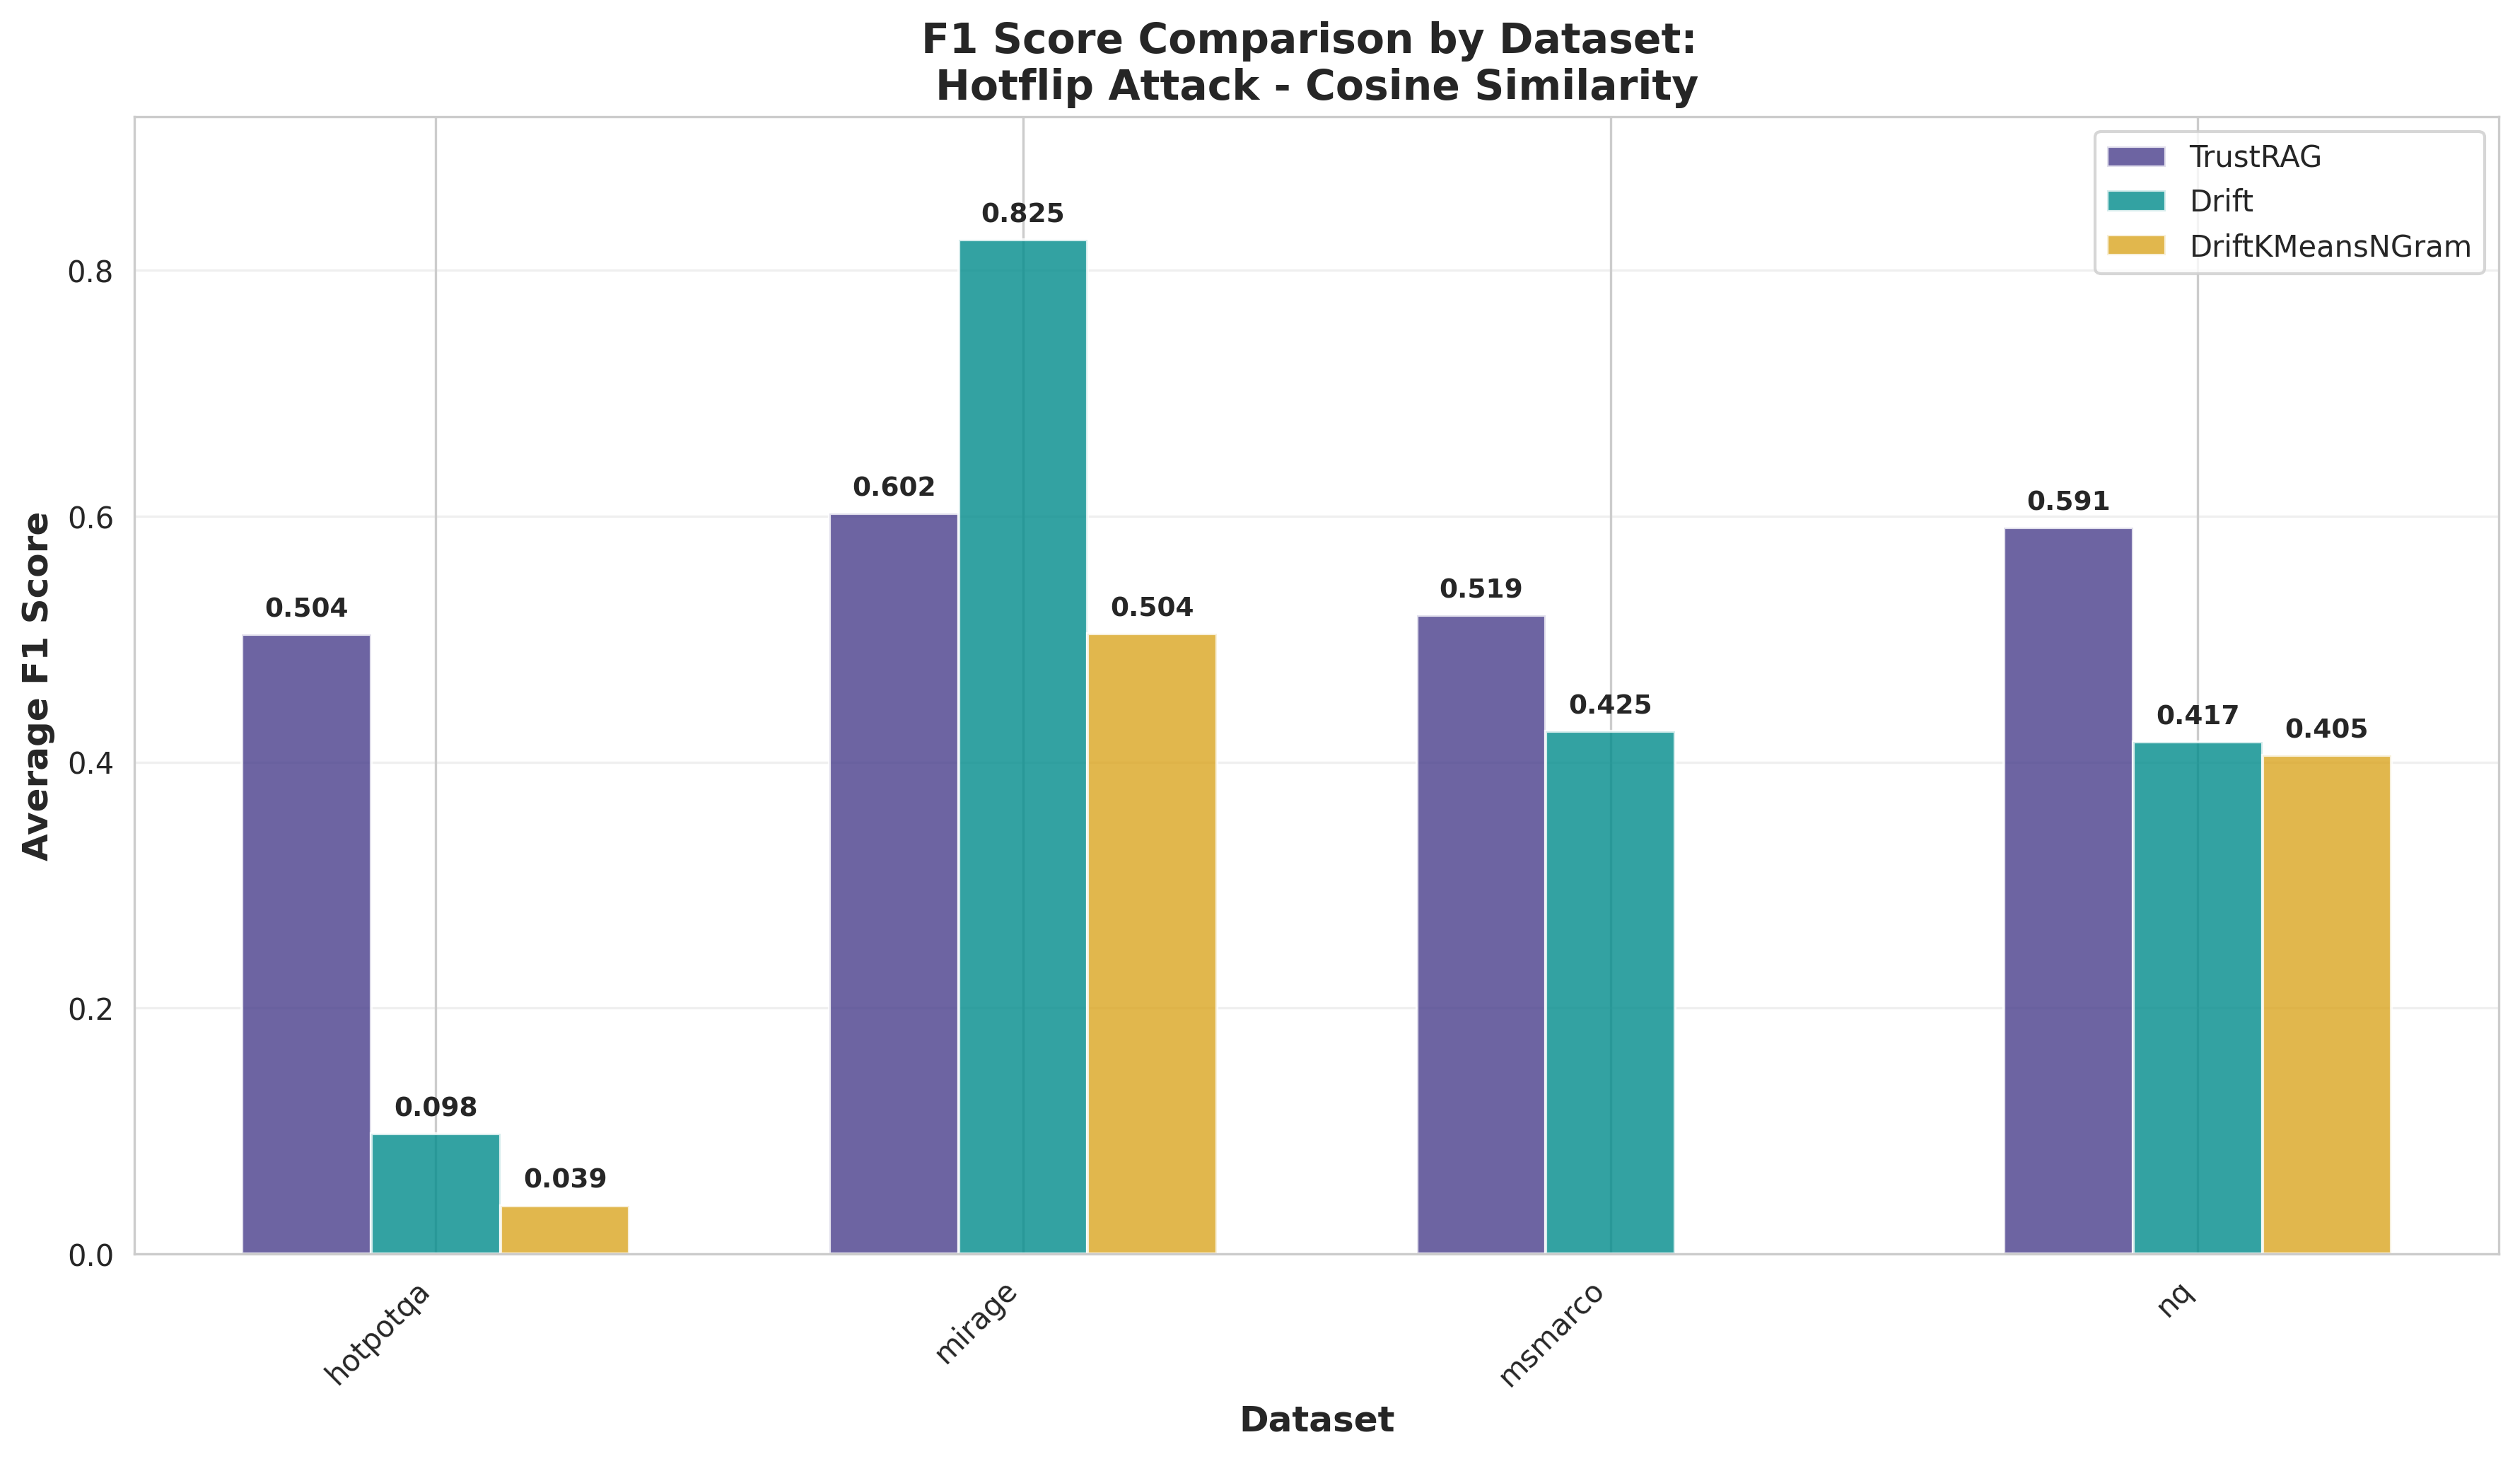 F1 Score Comparison by Dataset:
Hotflip Attack - Cosine Similarity
TrustRAG
Drift
DriftKMeansNGram
Average F1 Score
0.8
0.6
0.4
0.2
0.0
0.504
0.098
0.039
0.602
0.825
0.504
0.519
0.425
0.591
0.417
0.405
hotpotqa
mirage
msmarco
nq
Dataset